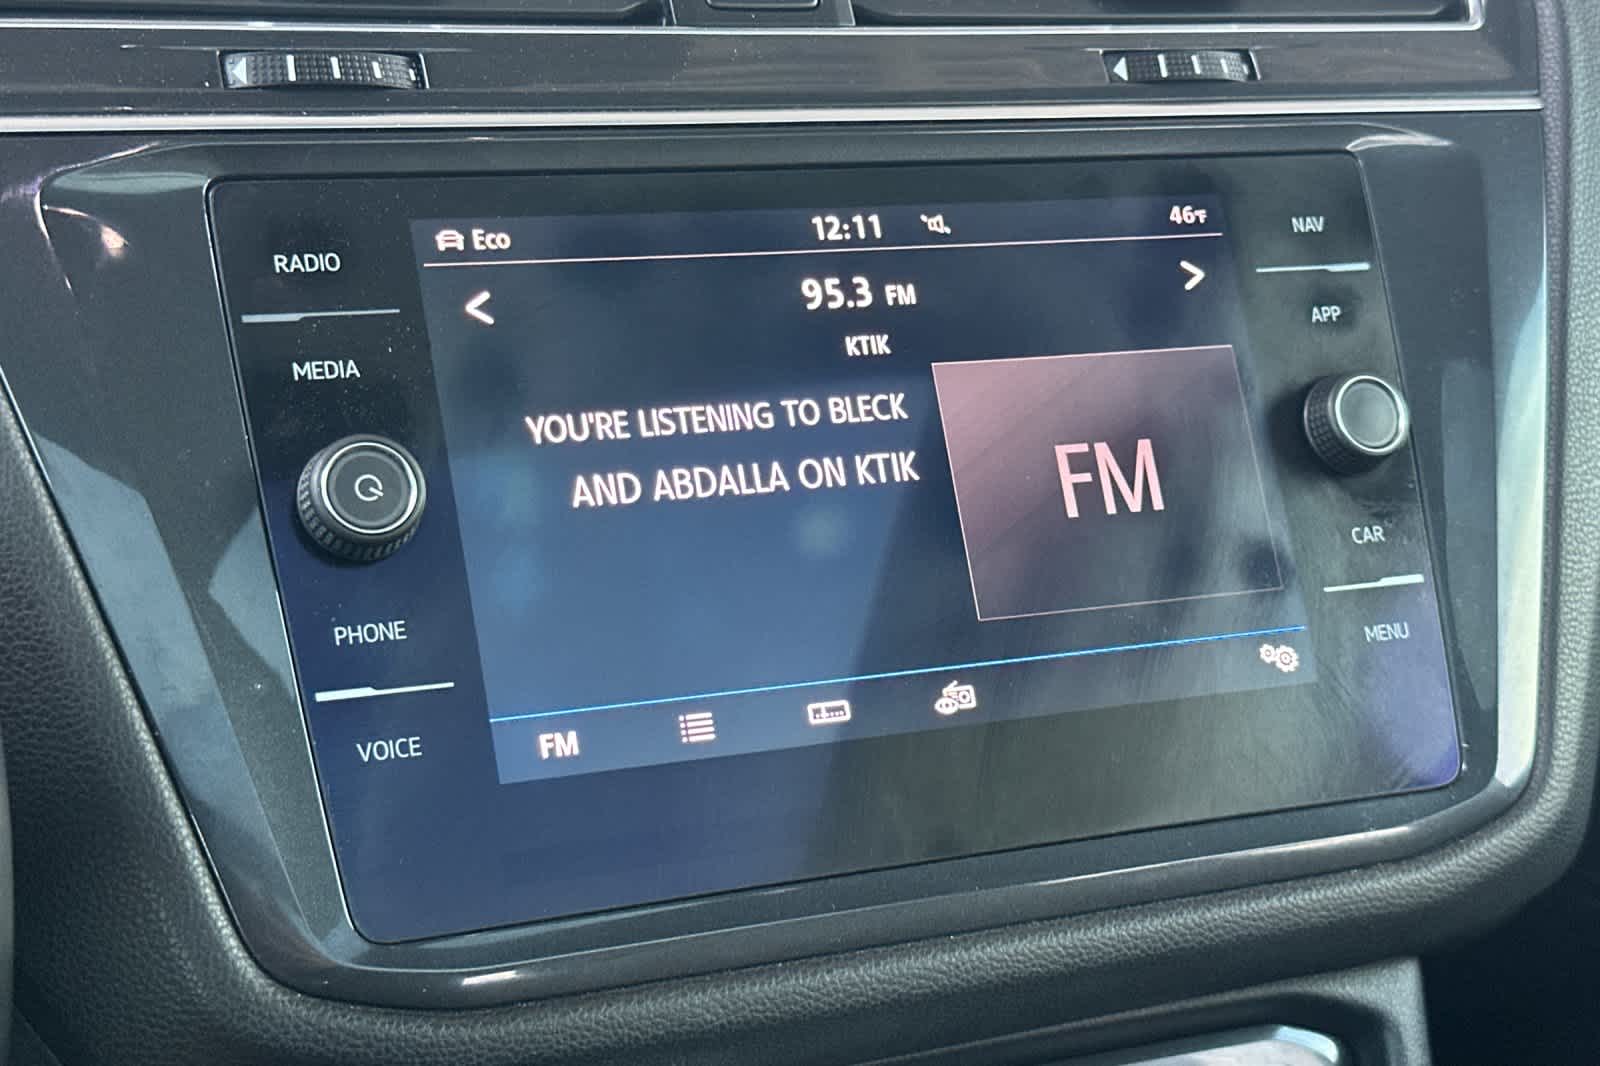 RADIO
MEDIA
PHONE
VOICE
Eco
12:11
46°F
95.3 FM
KTIK
YOU'RE LISTENING TO BLECK
AND ABDALLA ON KTIK
FM
FM
NAV
APP
CAR
MENU